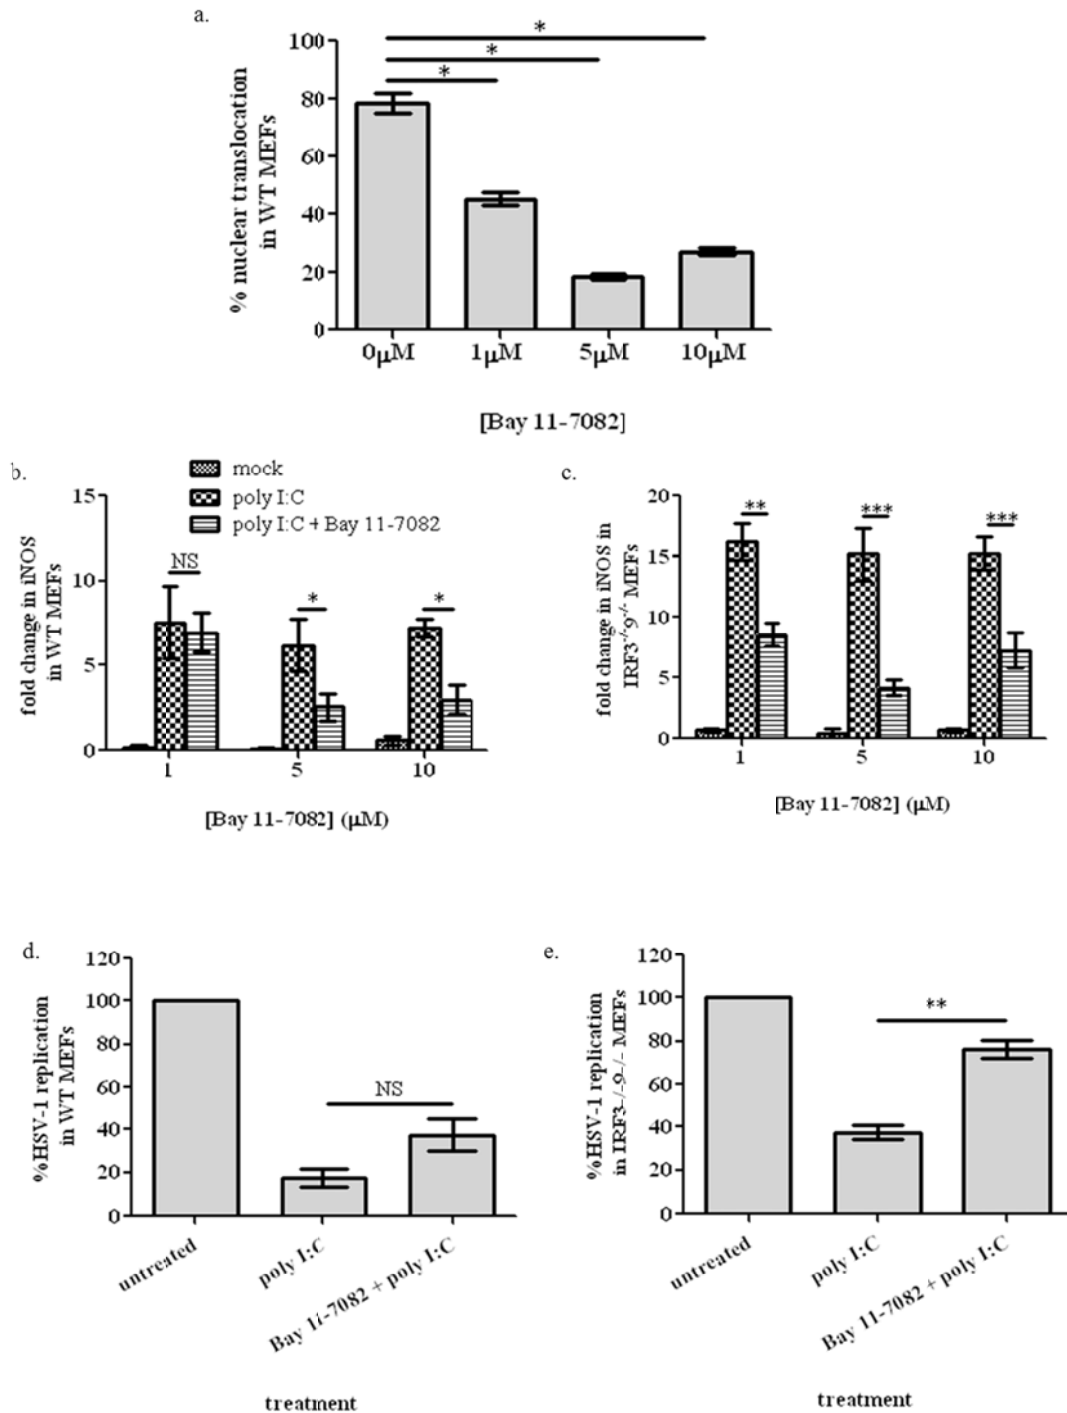 a.
% nuclear translocation
in WT MEFs
100
80
60
40
20
0
*
*
*
0μM 1μM 5μM 10μM
[Bay 11-7082]
b.
mock
poly I:C
poly I:C + Bay 11-7082
fold change in iNOS
in WT MEFs
15
10
5
0
NS
*
*
1 5 10
[Bay 11-7082] (μM)
c.
fold change in iNOS in
IRF3-/-9-/- MEFs
20
15
10
5
0
**
***
***
1 5 10
[Bay 11-7082] (μM)
d.
%HSV-1 replication
in WT MEFs
120
100
80
60
40
20
0
NS
untreated
poly I:C
Bay 11-7082 + poly I:C
treatment
e.
%HSV-1 replication
in IRF3-/-9-/- MEFs
120
100
80
60
40
20
0
**
untreated
poly I:C
Bay 11-7082 + poly I:C
treatment